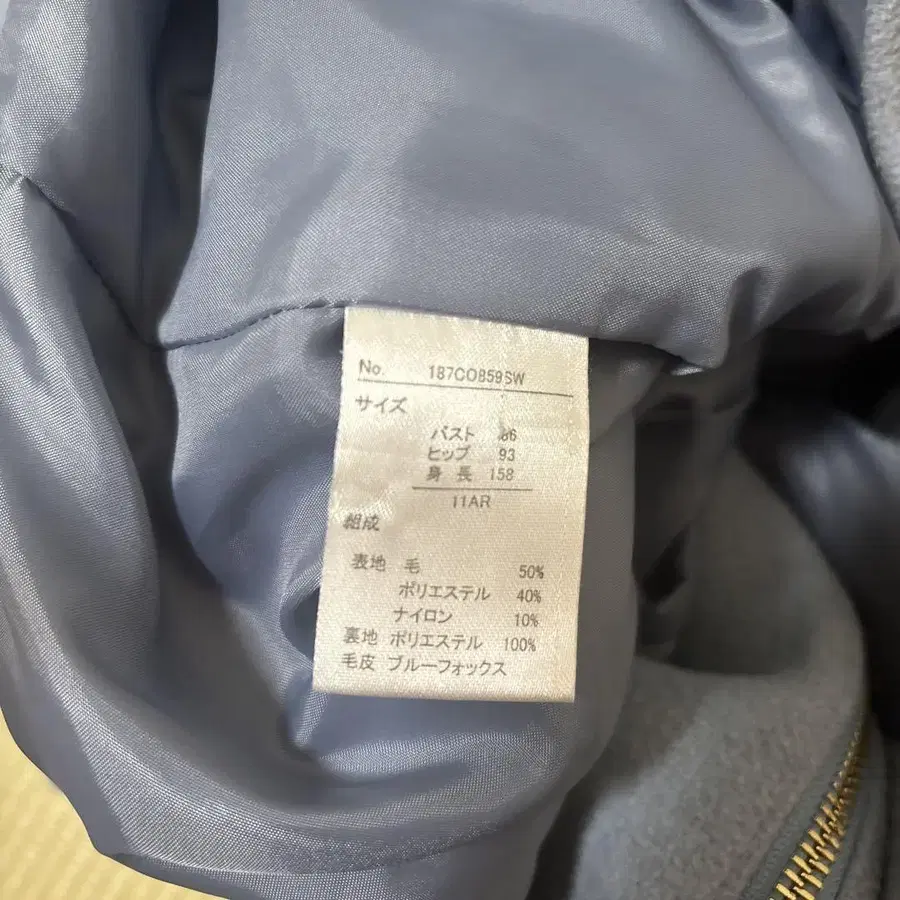 No. 187CO859SW
サイズ
バスト 86
ヒップ 93
身長 158
11AR
組成
表地 毛 50%
ポリエステル 40%
ナイロン 10%
裏地 ポリエステル 100%
毛皮 ブルーフォックス